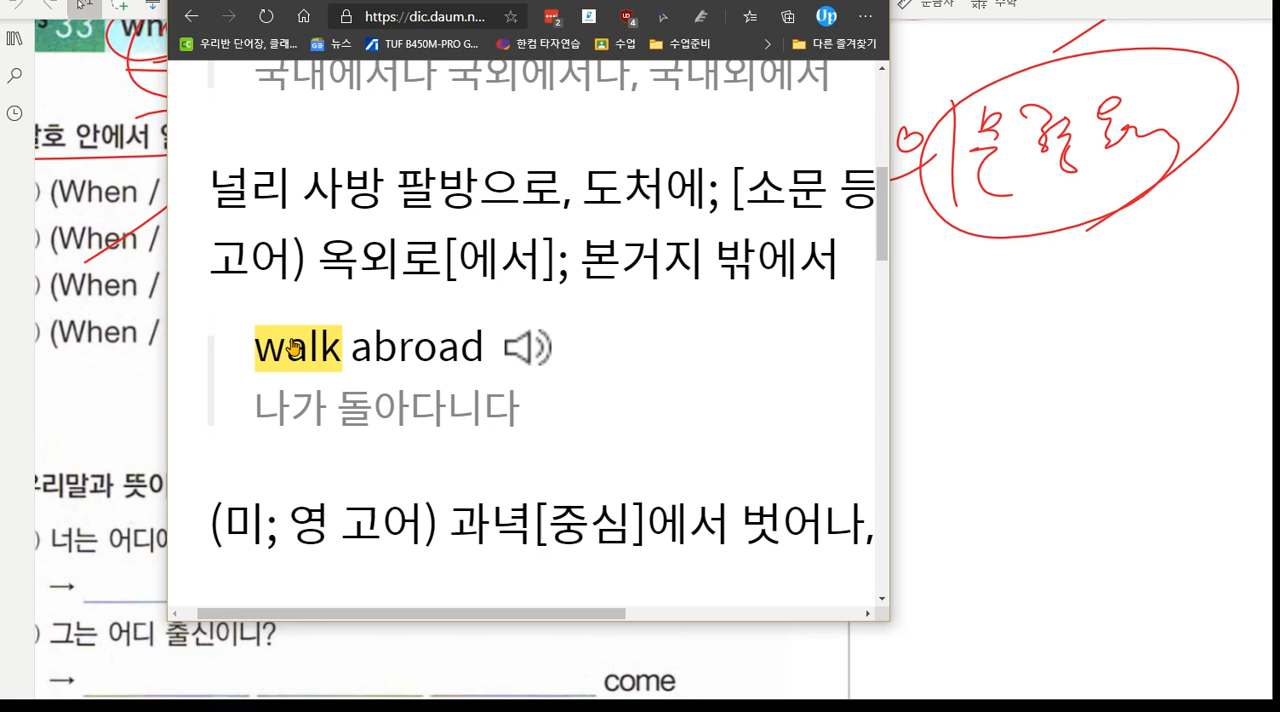 https://dic.daum.n...
우리반 단어장, 클래... 뉴스 TUF B450M-PRO G... 한컴 타자연습 수업 수업준비 다른 즐겨찾기
국내에서나 국외에서나, 국내외에서
33 wh
괄호 안에서
널리 사방 팔방으로, 도처에; [소문 등
(When /
(When /
고어) 옥외로[에서]; 본거지 밖에서
(When /
(When /
walk abroad
나가 돌아다니다
우리말과 뜻이
(미; 영 고어) 과녁[중심]에서 벗어나,
) 너는 어디에
→
) 그는 어디 출신이니?
→ come